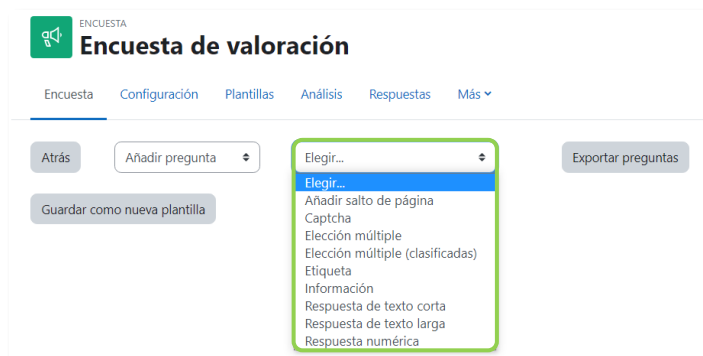 ENCUESTA
Encuesta de valoración
Encuesta Configuración Plantillas Análisis Respuestas Más
Atrás Añadir pregunta Elegir... Exportar preguntas
Guardar como nueva plantilla
Elegir...
Añadir salto de página
Captcha
Elección múltiple
Elección múltiple (clasificadas)
Etiqueta
Información
Respuesta de texto corta
Respuesta de texto larga
Respuesta numérica